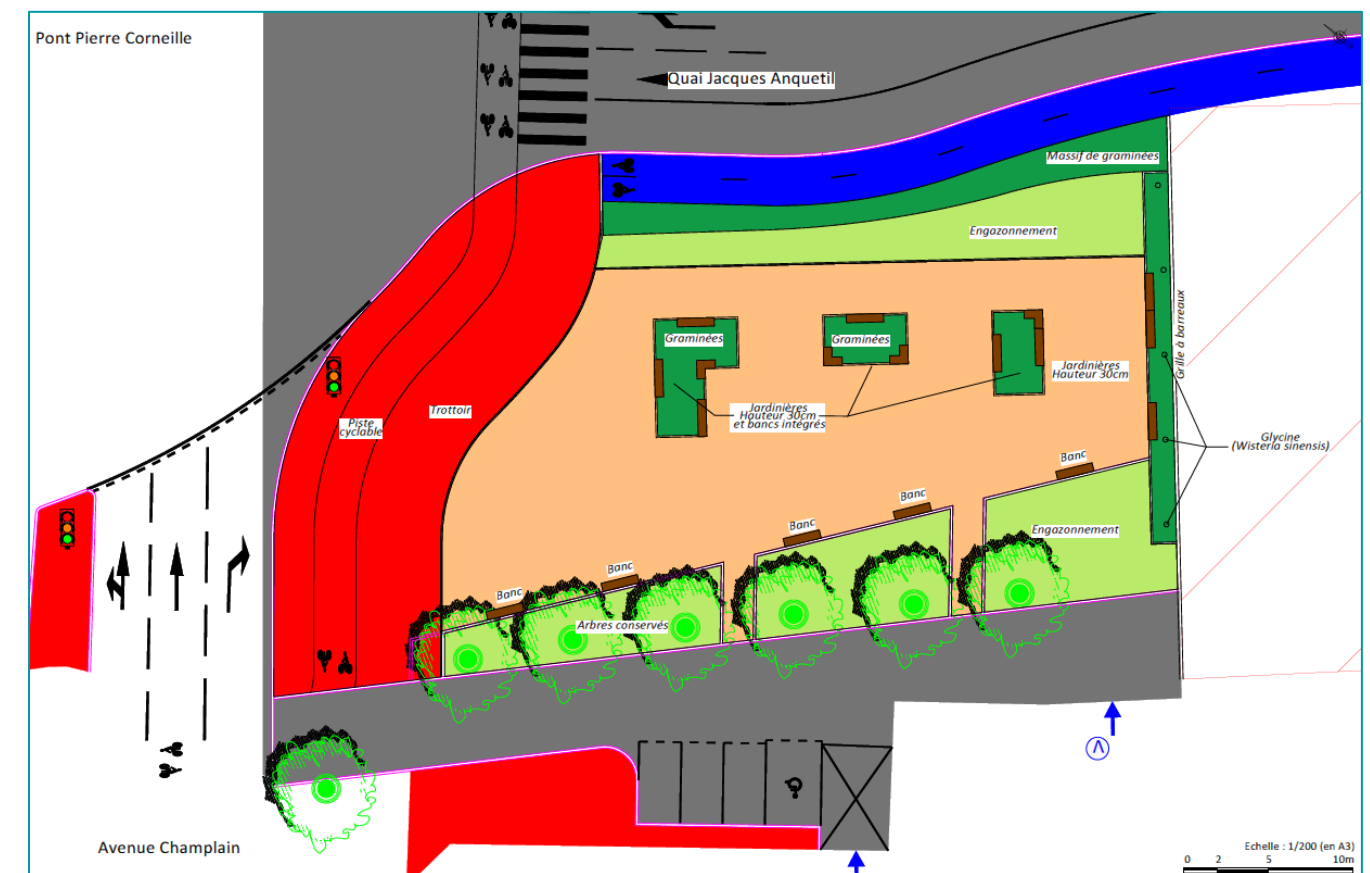 Pont Pierre Corneille
Quai Jacques Anquetil
Massif de graminées
Engazonnement
Grille à barreaux
Graminées
Graminées
Jardinières
Hauteur 30cm
Trottoir
Piste
cyclable
Jardinières
Hauteur 30cm
et bancs intégrés
Glycine
(Wisteria sinensis)
Banc
Banc
Banc
Banc
Banc
Engazonnement
Arbres conservés
Avenue Champlain
Echelle : 1/200 (en A3)
0 2 5 10m